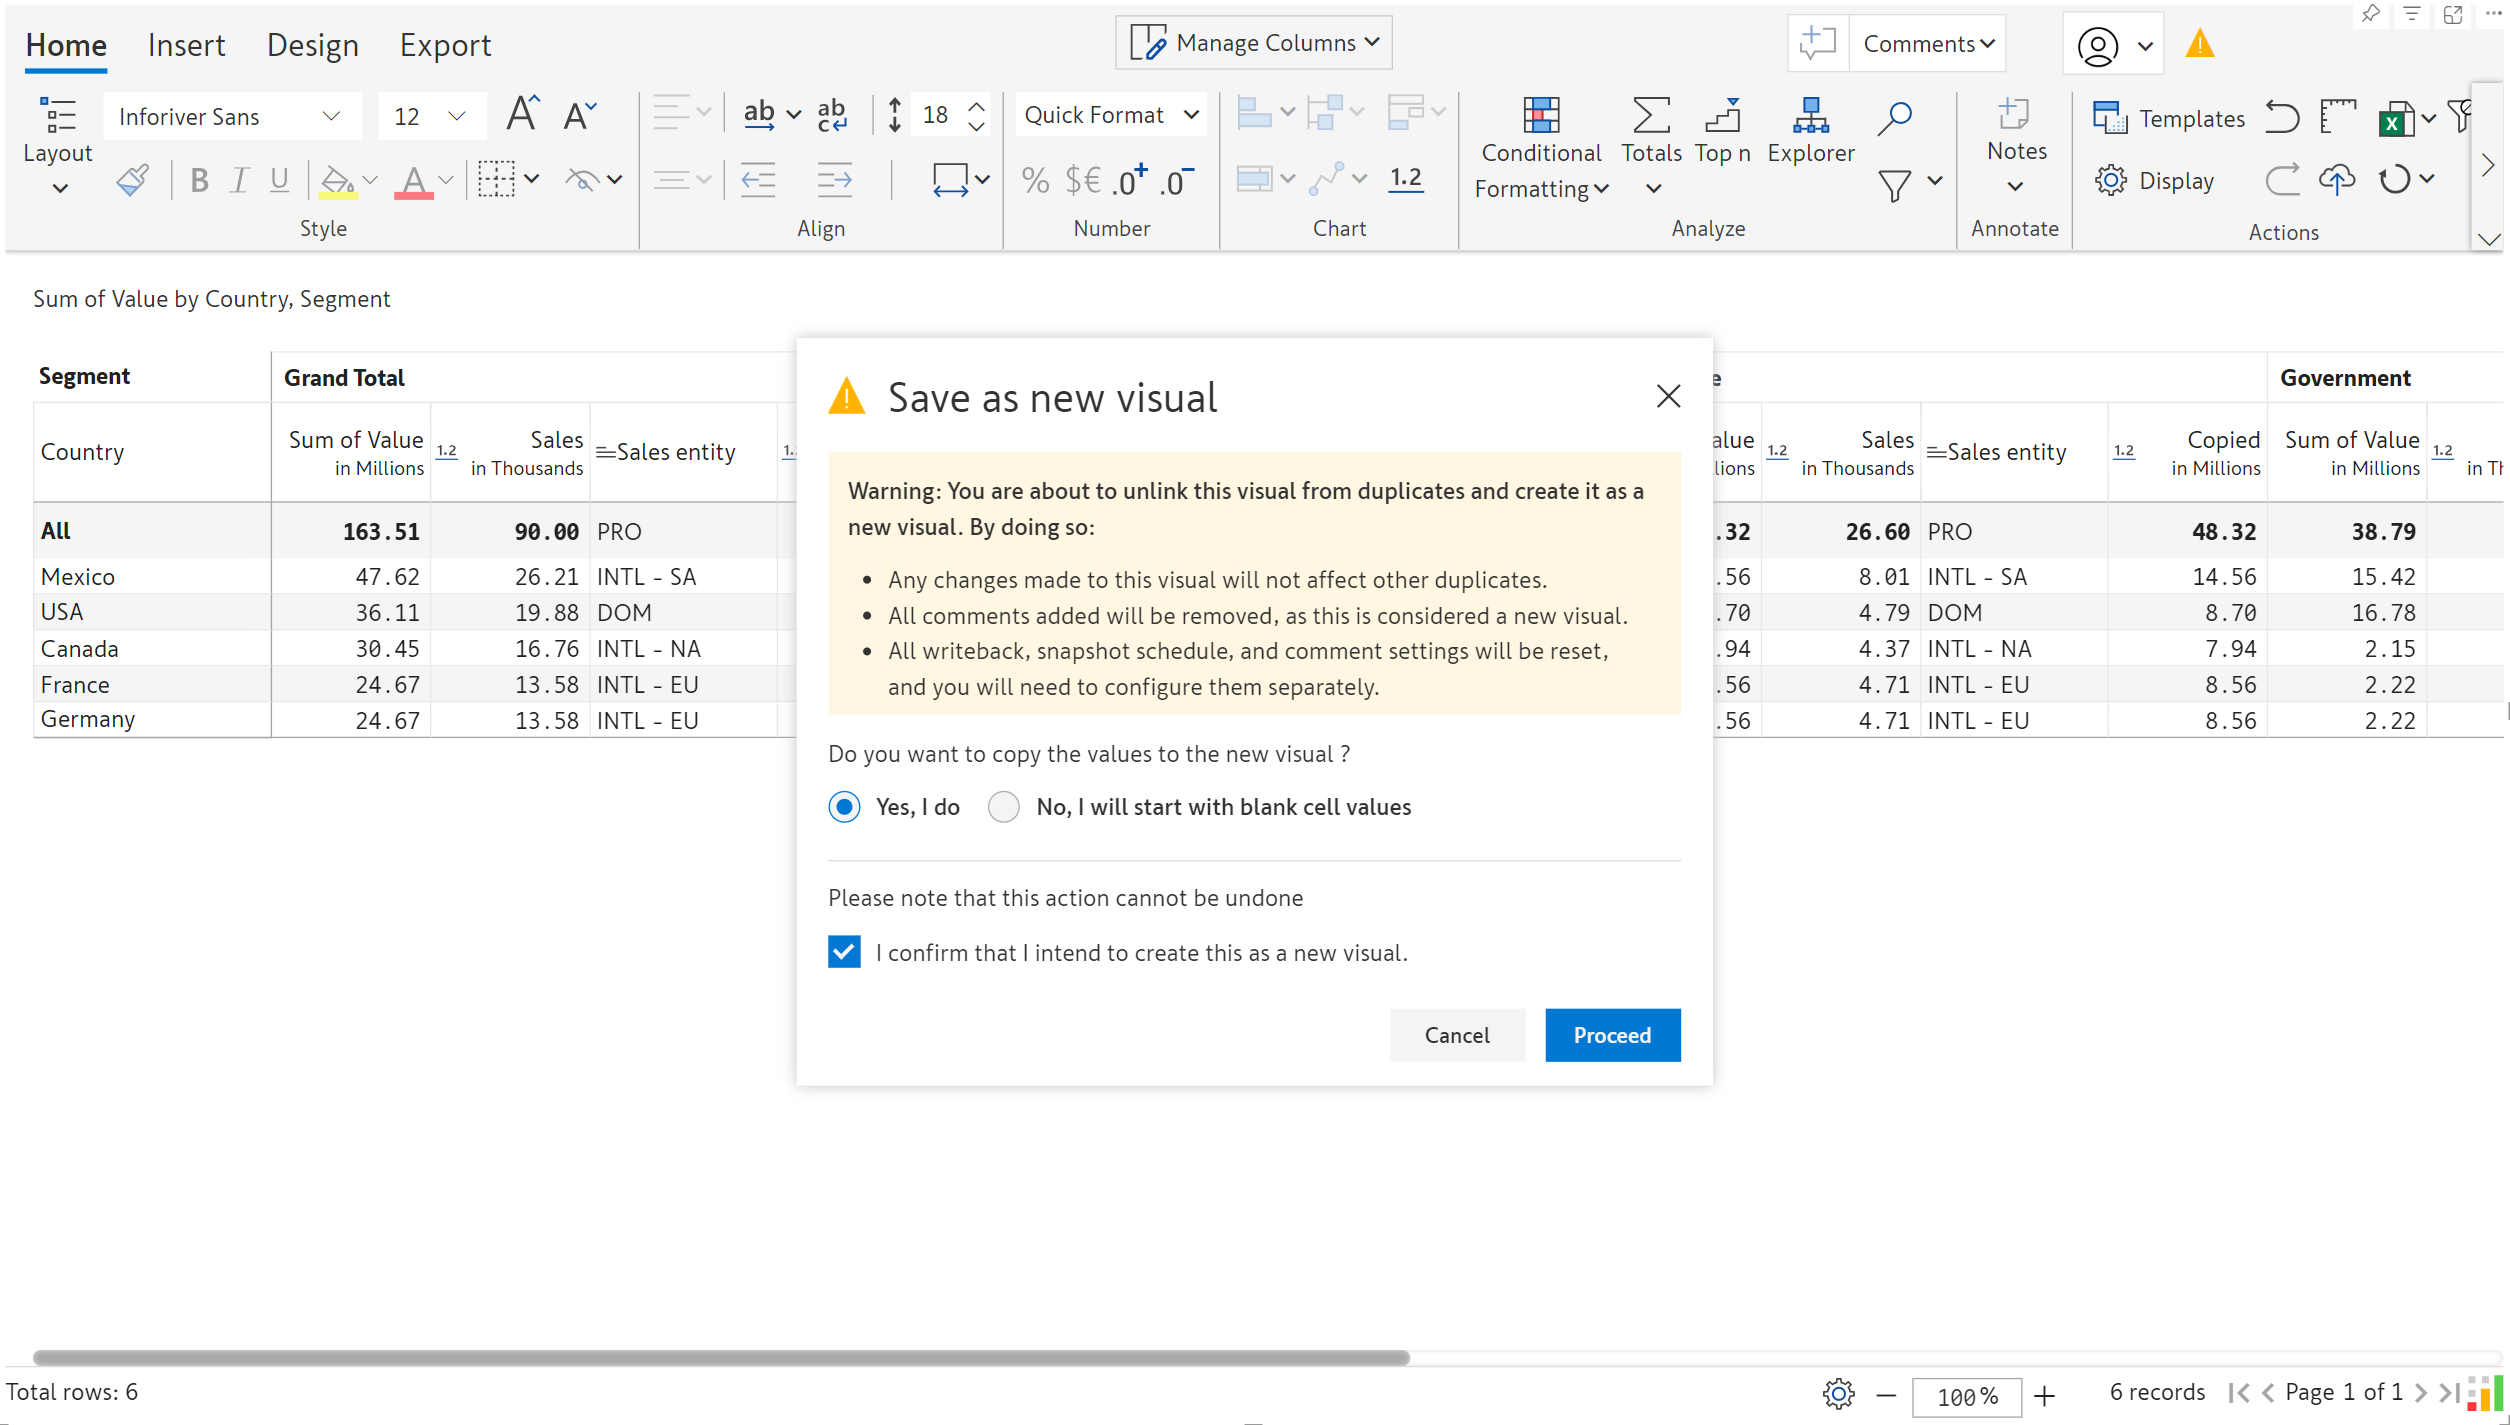 Home Insert Design Export Manage Columns Comments
Layout
Inforiver Sans 12 A A
B I U A
Style
ab ab c 18
Align
Quick Format
% $€ .0+ .0-
Number
1.2
Chart
Conditional Formatting Totals Top n Explorer
Analyze
Notes
Annotate
Templates
Display
Actions
Sum of Value by Country, Segment
Segment Grand Total e Government
Country Sum of Value 1.2 Sales Sales entity 1. alue 1.2 Sales Sales entity 1.2 Copied Sum of Value 1.2
in Millions in Thousands lions in Thousands in Millions in Millions in Th
All 163.51 90.00 PRO .32 26.60 PRO 48.32 38.79
Mexico 47.62 26.21 INTL - SA .56 8.01 INTL - SA 14.56 15.42
USA 36.11 19.88 DOM .70 4.79 DOM 8.70 16.78
Canada 30.45 16.76 INTL - NA .94 4.37 INTL - NA 7.94 2.15
France 24.67 13.58 INTL - EU .56 4.71 INTL - EU 8.56 2.22
Germany 24.67 13.58 INTL - EU .56 4.71 INTL - EU 8.56 2.22
Save as new visual
Warning: You are about to unlink this visual from duplicates and create it as a
new visual. By doing so:
• Any changes made to this visual will not affect other duplicates.
• All comments added will be removed, as this is considered a new visual.
• All writeback, snapshot schedule, and comment settings will be reset,
and you will need to configure them separately.
Do you want to copy the values to the new visual ?
Yes, I do No, I will start with blank cell values
Please note that this action cannot be undone
I confirm that I intend to create this as a new visual.
Cancel Proceed
Total rows: 6 100% 6 records Page 1 of 1